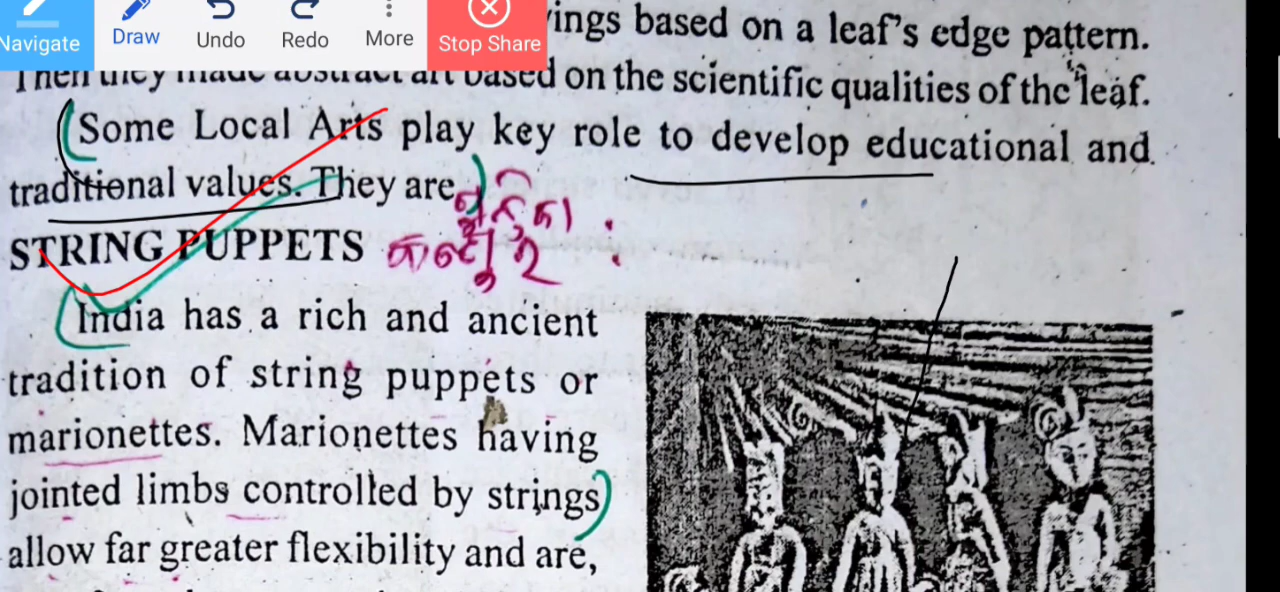 Navigate
Draw
Undo
Redo
More
Stop Share
ings based on a leaf's edge pattern.
Then they made abstract art based on the scientific qualities of the leaf.
Some Local Arts play key role to develop educational and
traditional values. They are,
STRING PUPPETS
India has a rich and ancient
tradition of string puppets or
marionettes. Marionettes having
jointed limbs controlled by strings
allow far greater flexibility and are,